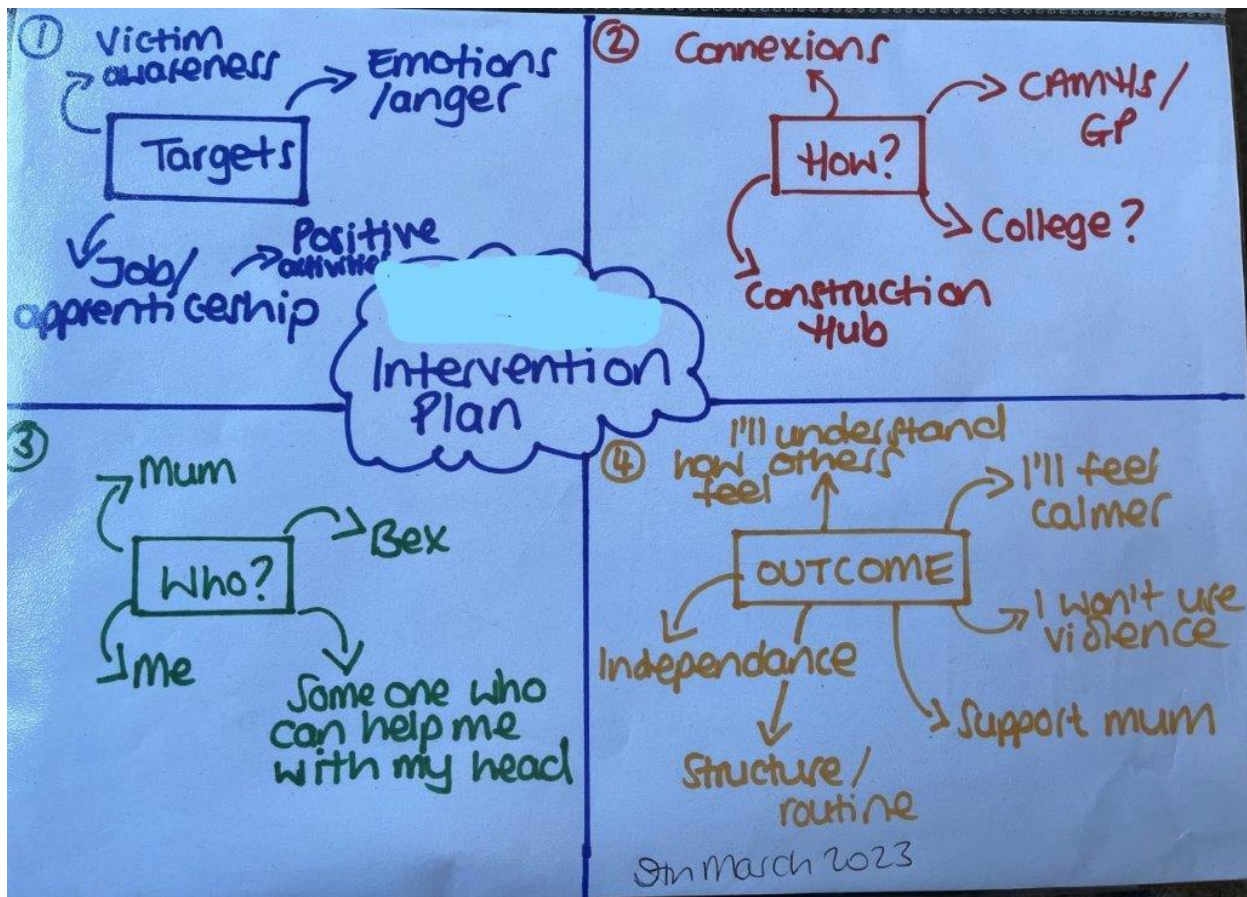 ①
Victim
awareness
Emotions
/anger
Targets
Job/
apprenticeship
Positive
activities
②
Connexions
CAMHs/
GP
How?
College?
Construction
Hub
Intervention
Plan
③
Mum
Bex
Who?
Me
Some one who
can help me
with my head
④
I'll understand
how others
feel
I'll feel
calmer
OUTCOME
I won't use
violence
Independance
Support mum
Structure/
routine
9th March 2023